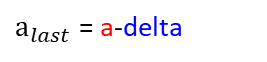 a_last = a-delta